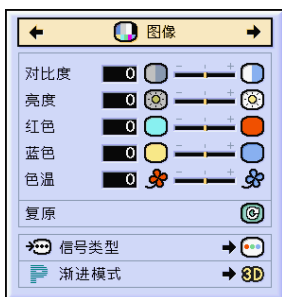 图像
对比度 0 - +
亮度 0 - +
红色 0 - +
蓝色 0 - +
色温 0 - +
复原
信号类型
P 渐进模式 3D